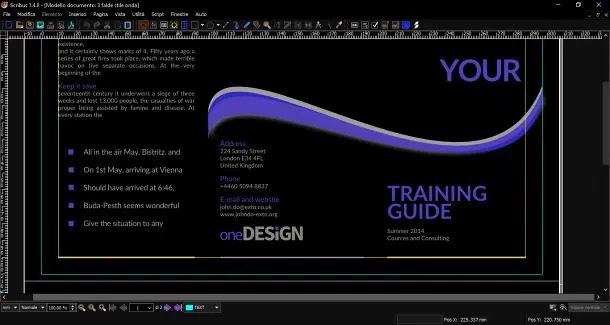 Scribus 1.4.8 - [Modello documento: 3 falde stile onda]
File Modifica Elemento Inserisci Pagina Vista Utilità Script Finestre Aiuto
existence,
and it certainly shows marks of it. Fifty years ago a
series of great fires took place, which made terrible
havoc on five separate occasions. At the very
beginning of the
Keep it save
seventeenth century it underwent a siege of three
weeks and lost 13,000 people, the casualties of war
proper being assisted by famine and disease. At
every station the
All in the air May. Bistritz. and
On 1st May, arriving at Vienna
Should have arrived at 6:46,
Buda-Pesth seems wonderful
Give the situation to any
Address
224 Sandy Street
London E34 4FL
United Kingdom
Phone
+4460 5094 8837
E.mail and website
john.do@exto.co.uk
www.johndo-exto.org
oneDESiGN
YOUR
TRAINING
GUIDE
Summer 2014
Cources and Consulting
mm Normale 100.00 % 1 di 2 TEXT Visione normale
Pos X: 225.337 mm Pos Y: 220.750 mm